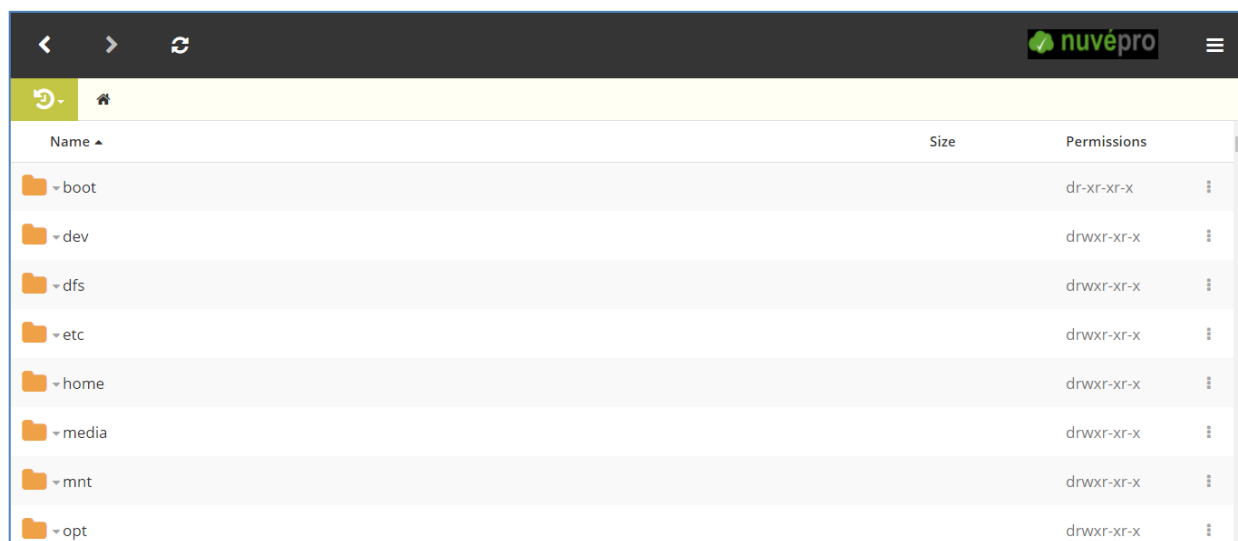 nuvépro
Name Size Permissions
boot dr-xr-xr-x
dev drwxr-xr-x
dfs drwxr-xr-x
etc drwxr-xr-x
home drwxr-xr-x
media drwxr-xr-x
mnt drwxr-xr-x
opt drwxr-xr-x